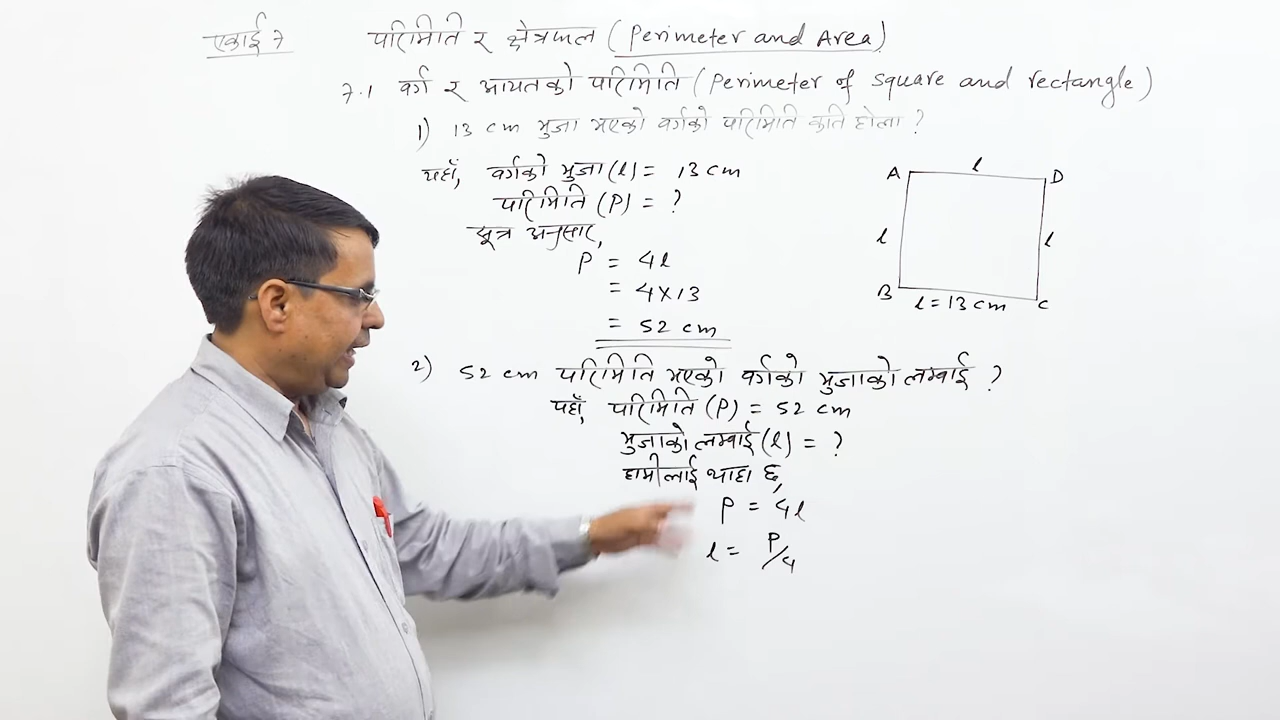 एकाई 7 परिमिति र क्षेत्रफल (Perimeter and Area)
7.1 वर्ग र आयतको परिमिति (Perimeter of square and rectangle)
1) 13 cm भुजा भएको वर्गको परिमिति कति होला ?
यहाँ, वर्गको भुजा (l) = 13 cm
परिमिति (P) = ?
सूत्र अनुसार,
P = 4l
= 4×13
= 52 cm
A l D
l l
B l = 13 cm C
2) 52 cm परिमिति भएको वर्गको भुजाको लम्बाई ?
यहाँ, परिमिति (P) = 52 cm
भुजाको लम्बाई (l) = ?
हामीलाई थाहा छ,
P = 4l
l = P/4